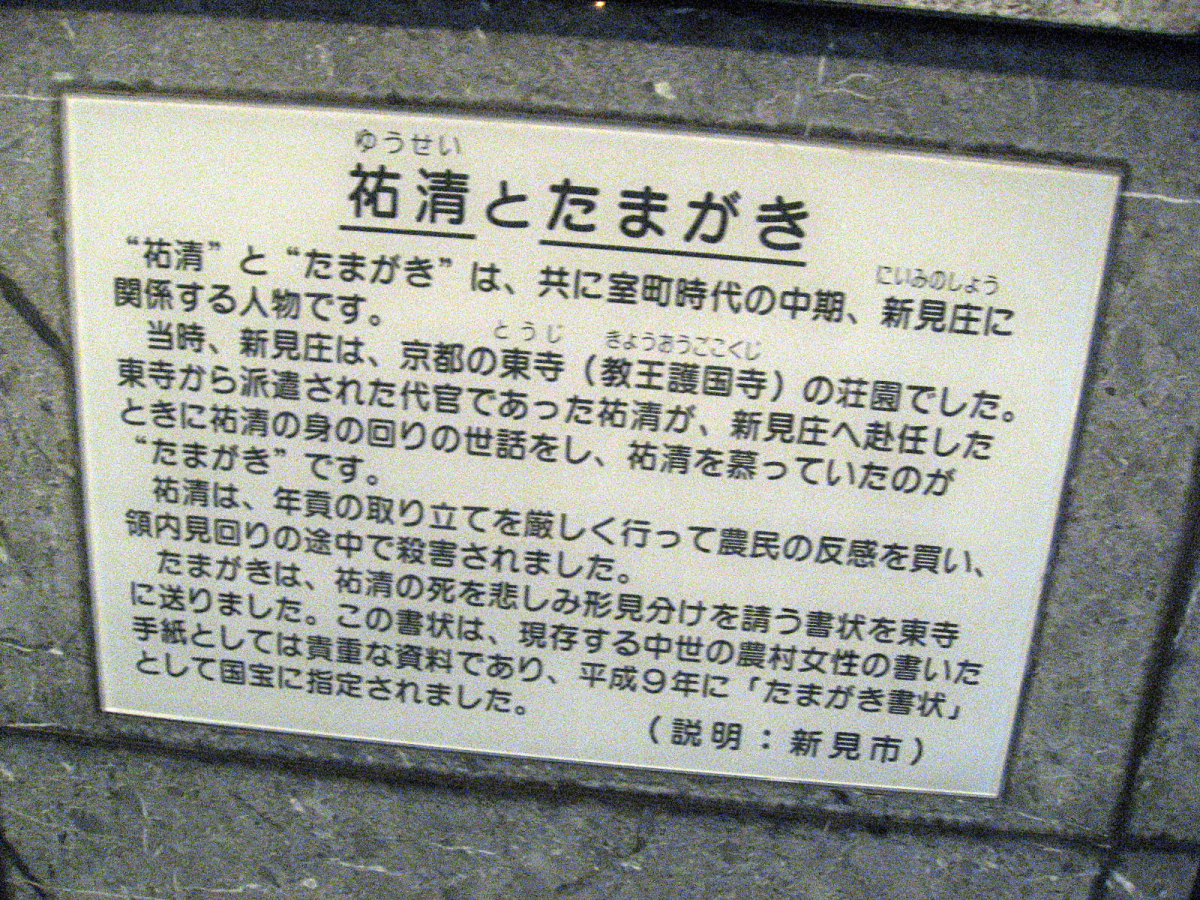 ゆうせい
祐清とたまがき
“祐清”と“たまがき”は、共に室町時代の中期、新見庄に
にいみのしょう
関係する人物です。
当時、新見庄は、京都の東寺（教王護国寺）の荘園でした。
とうじ きょうおうごこくじ
東寺から派遣された代官であった祐清が、新見庄へ赴任した
ときに祐清の身の回りの世話をし、祐清を慕っていたのが
“たまがき”です。
祐清は、年貢の取り立てを厳しく行って農民の反感を買い、
領内見回りの途中で殺害されました。
たまがきは、祐清の死を悲しみ形見分けを請う書状を東寺
に送りました。この書状は、現存する中世の農村女性の書いた
手紙としては貴重な資料であり、平成９年に「たまがき書状」
として国宝に指定されました。
（説明：新見市）